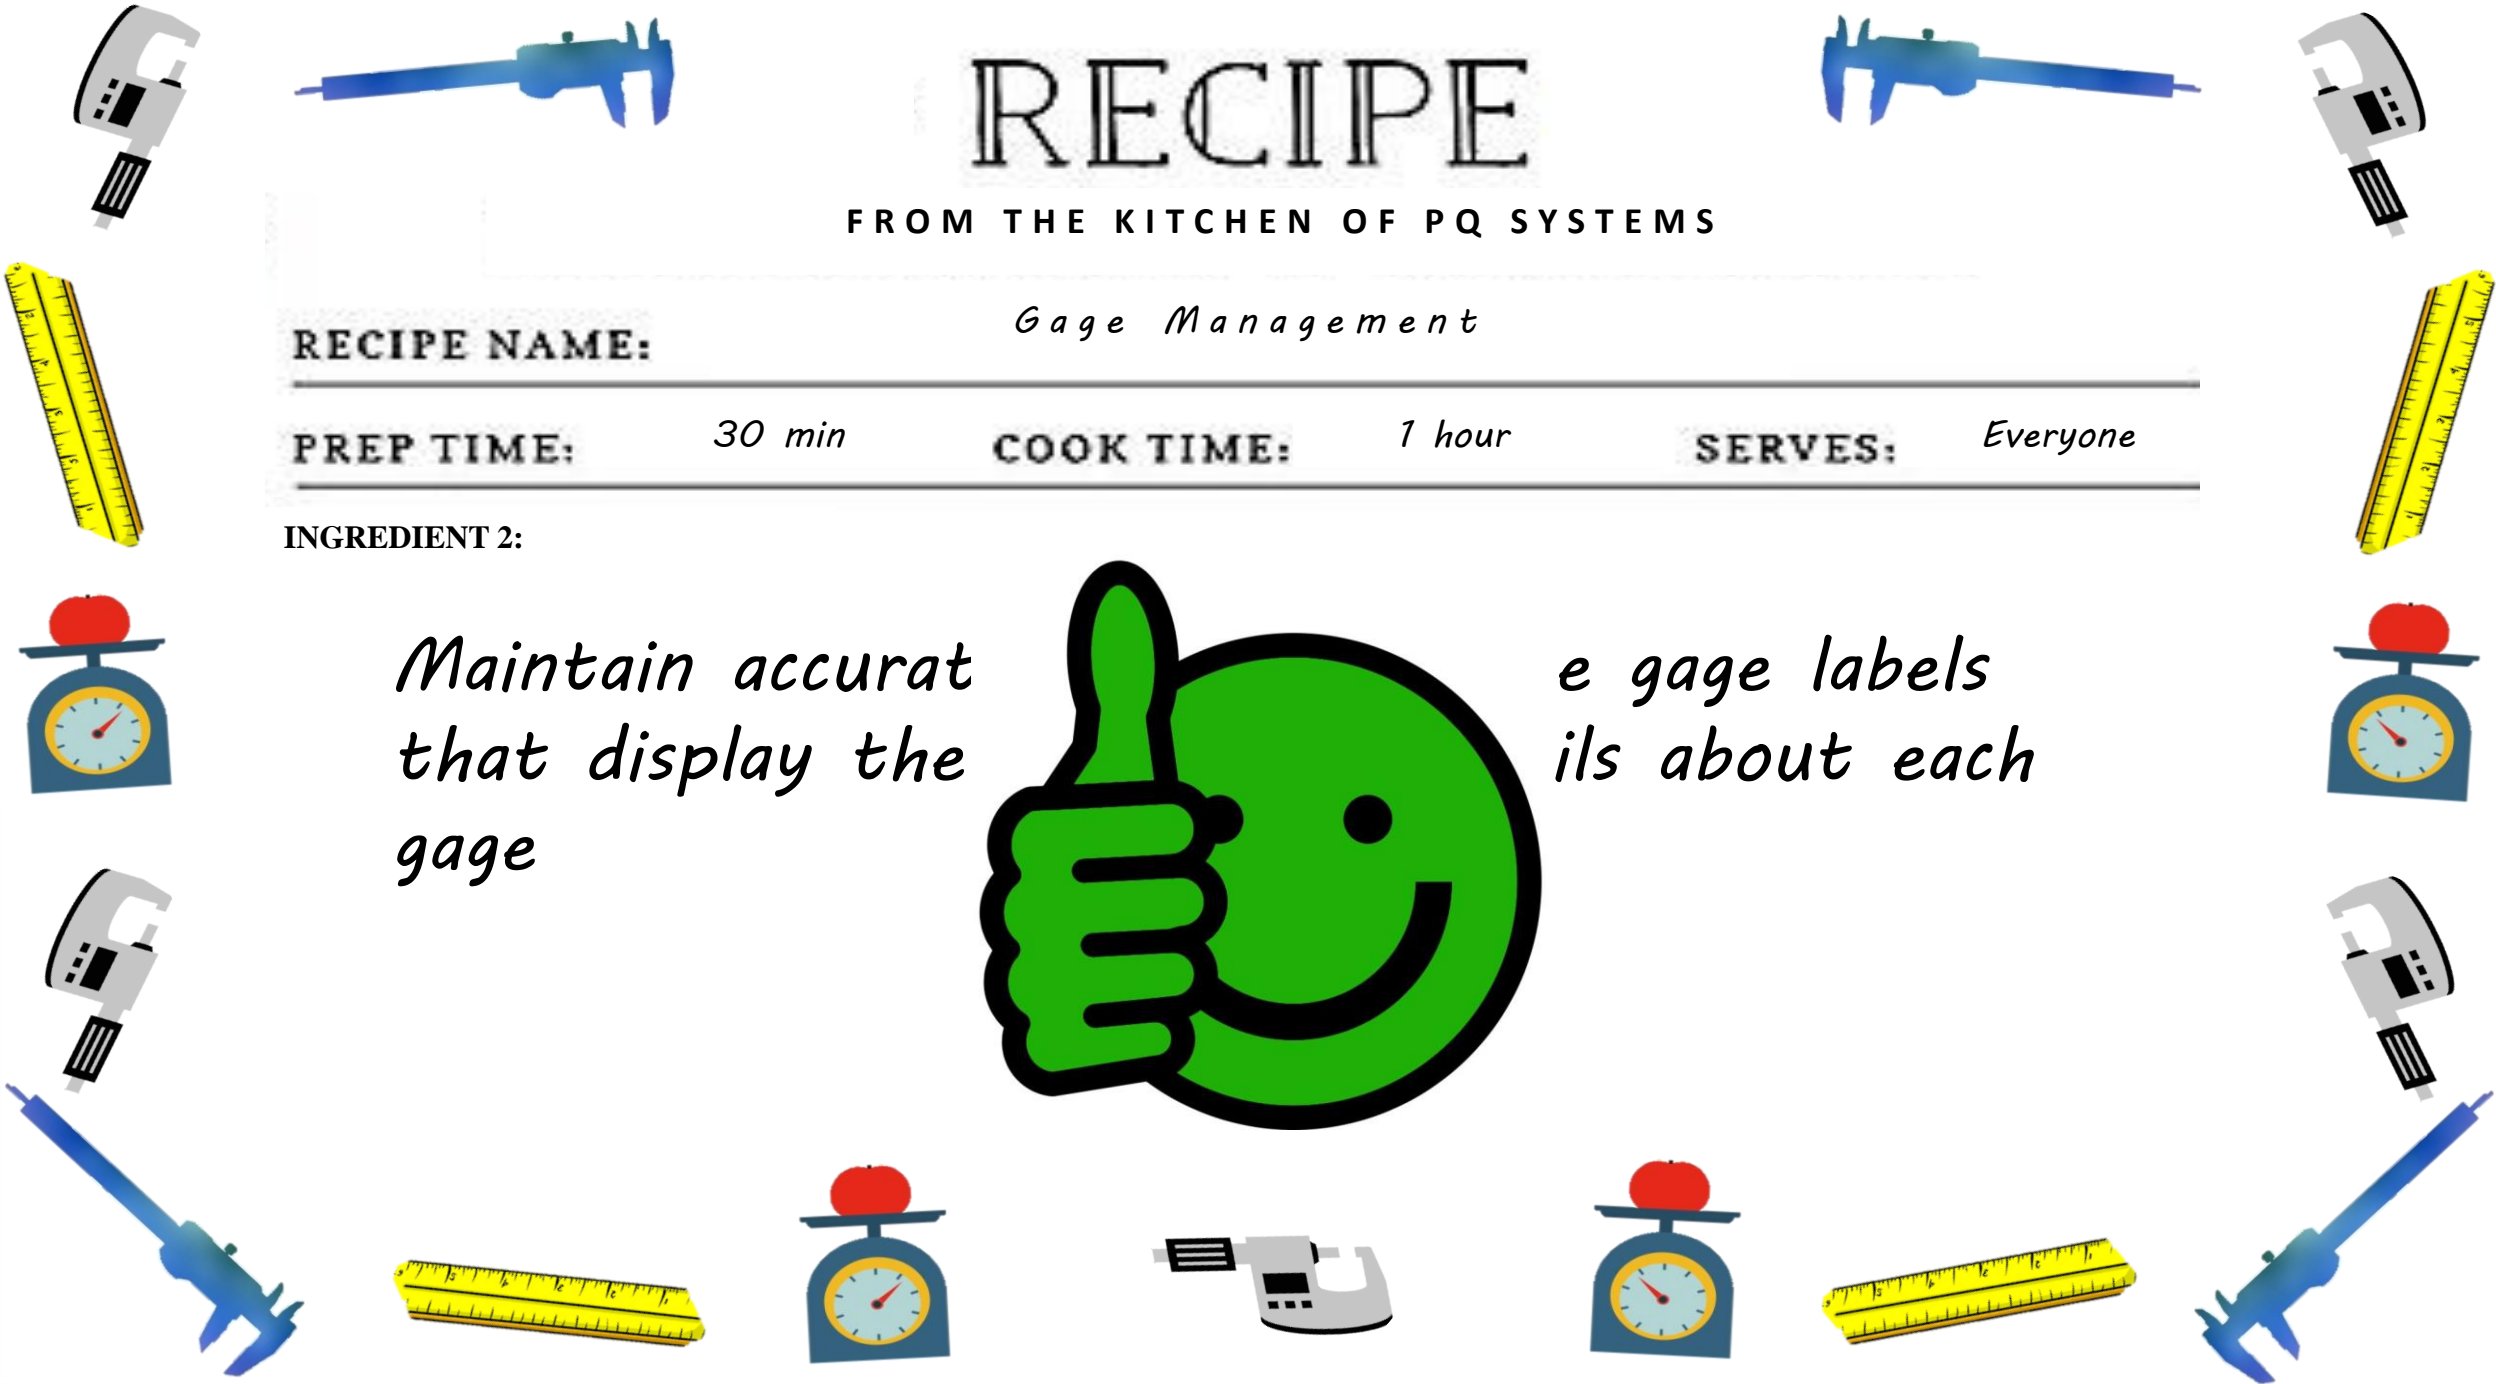 RECIPE
FROM THE KITCHEN OF PQ SYSTEMS
Gage Management
RECIPE NAME:
PREP TIME: 30 min COOK TIME: 1 hour SERVES: Everyone
INGREDIENT 2:
Maintain accurat e gage labels
that display the ils about each
gage